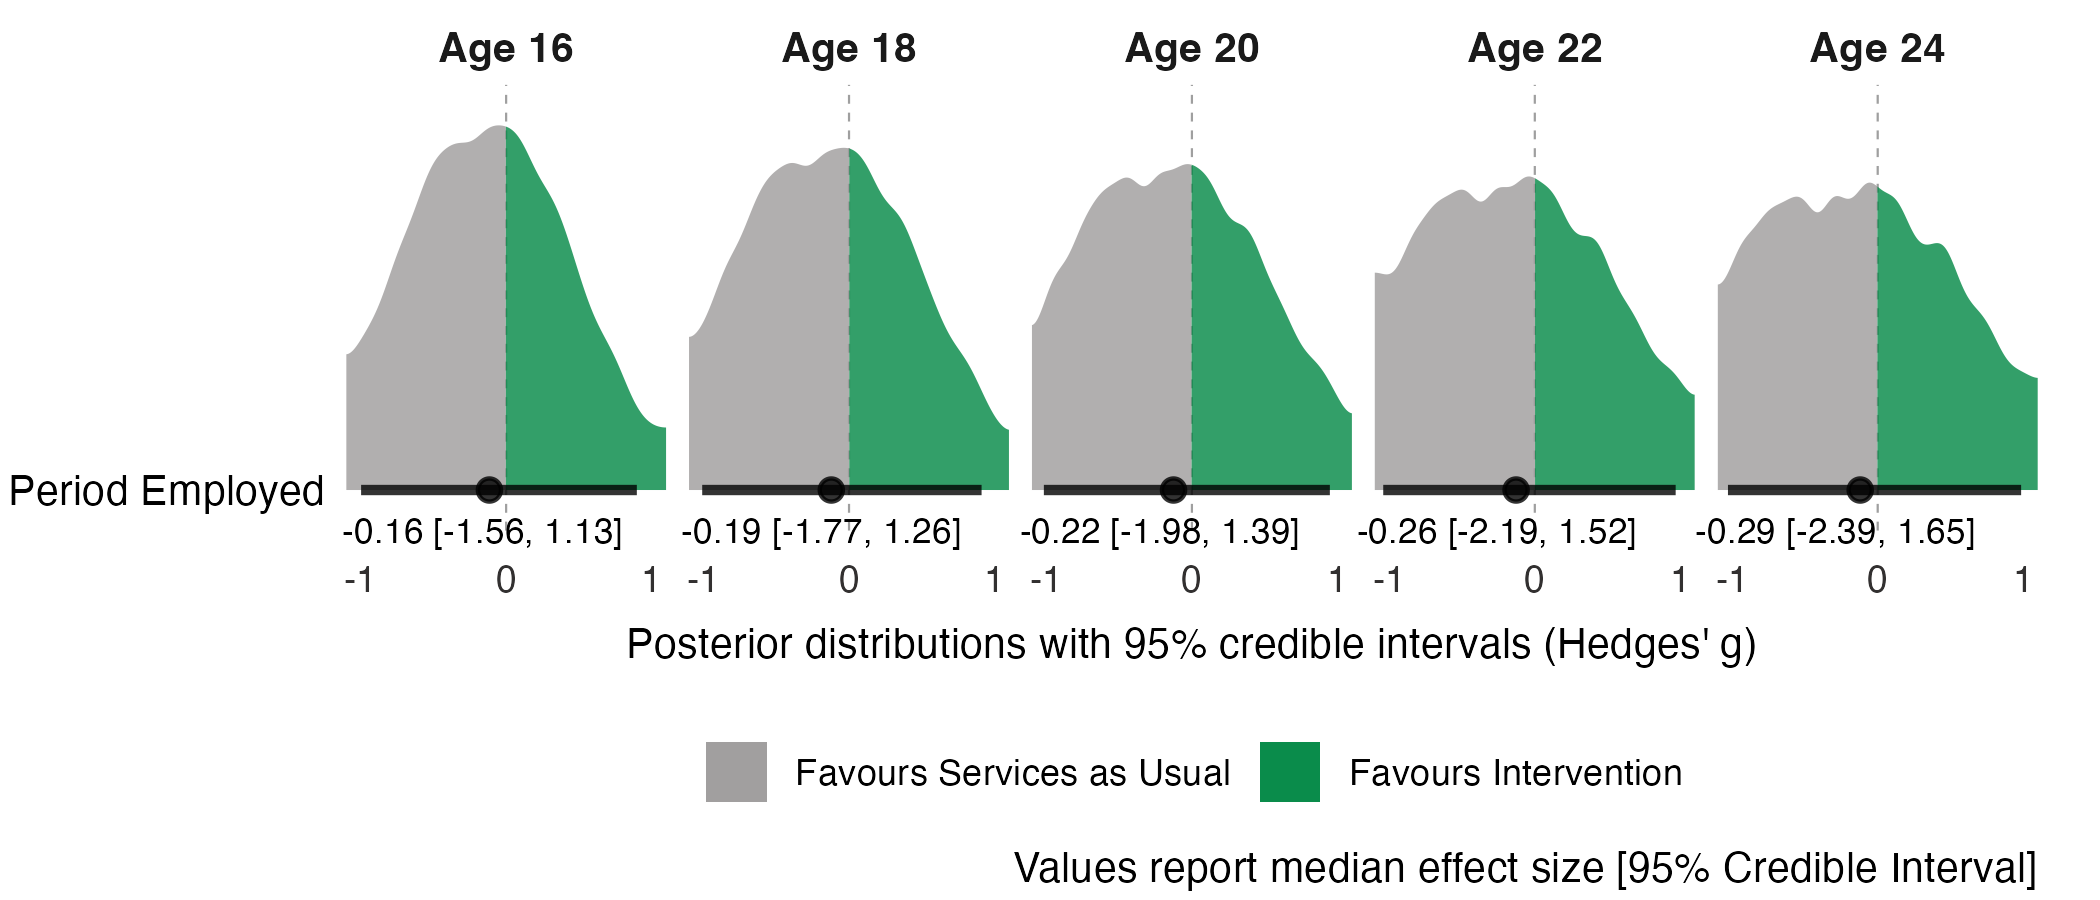 Age 16 Age 18 Age 20 Age 22 Age 24
Period Employed
-0.16 [-1.56, 1.13] -0.19 [-1.77, 1.26] -0.22 [-1.98, 1.39] -0.26 [-2.19, 1.52] -0.29 [-2.39, 1.65]
-1 0 1 -1 0 1 -1 0 1 -1 0 1 -1 0 1
Posterior distributions with 95% credible intervals (Hedges' g)
Favours Services as Usual Favours Intervention
Values report median effect size [95% Credible Interval]